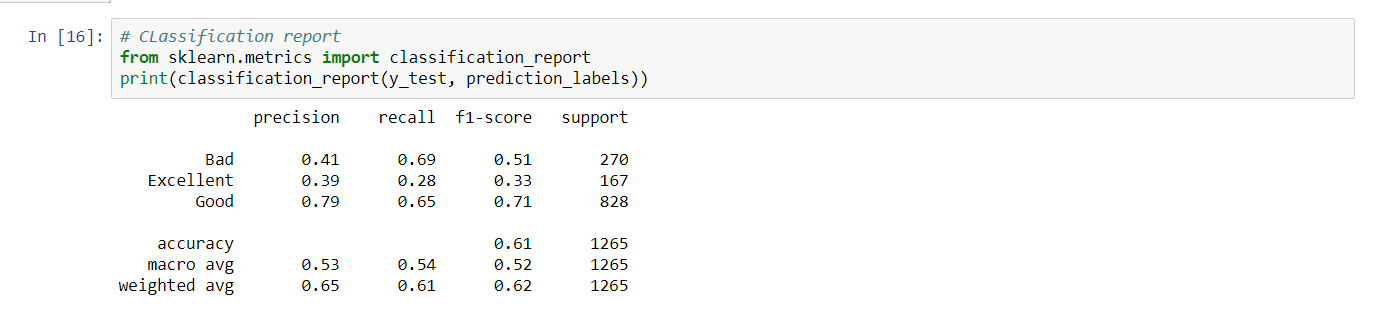 In [16]: # CLassification report
from sklearn.metrics import classification_report
print(classification_report(y_test, prediction_labels))
precision recall f1-score support
Bad 0.41 0.69 0.51 270
Excellent 0.39 0.28 0.33 167
Good 0.79 0.65 0.71 828
accuracy 0.61 1265
macro avg 0.53 0.54 0.52 1265
weighted avg 0.65 0.61 0.62 1265